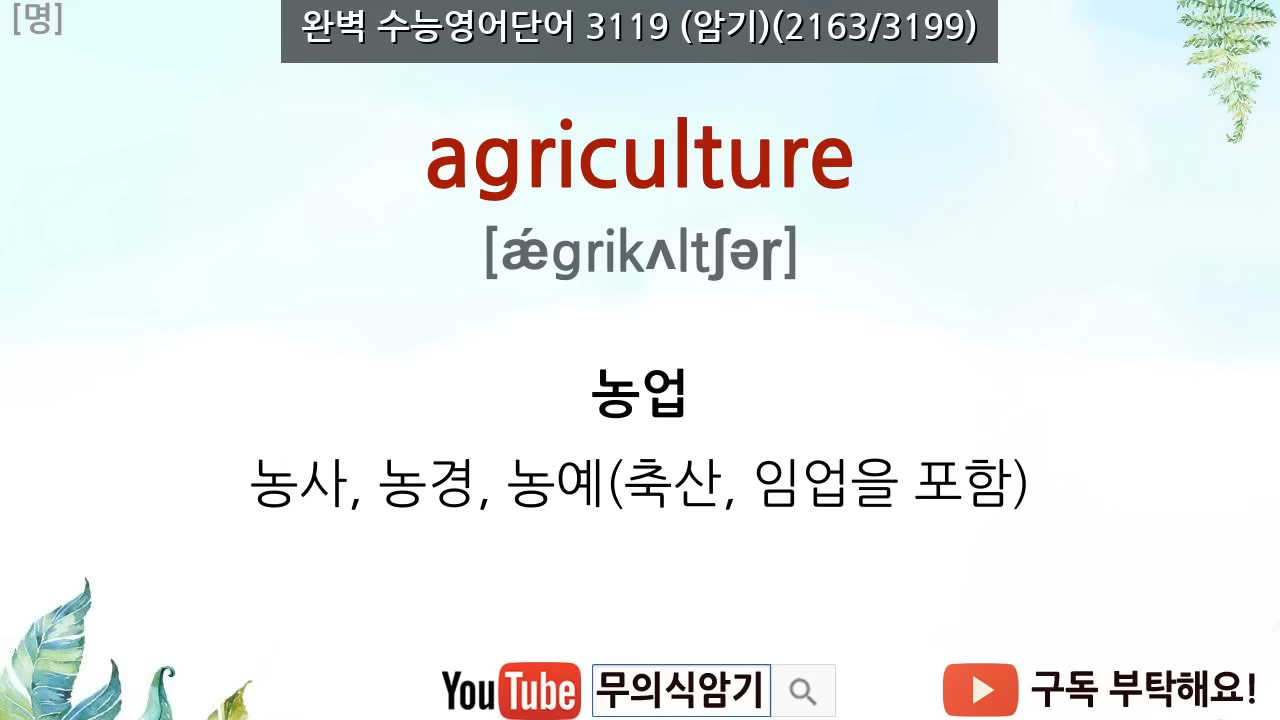 [명]
완벽 수능영어단어 3119 (암기)(2163/3199)
agriculture
[ǽgrikʌltʃəɼ]
농업
농사, 농경, 농예(축산, 임업을 포함)
YouTube 무의식암기
구독 부탁해요!